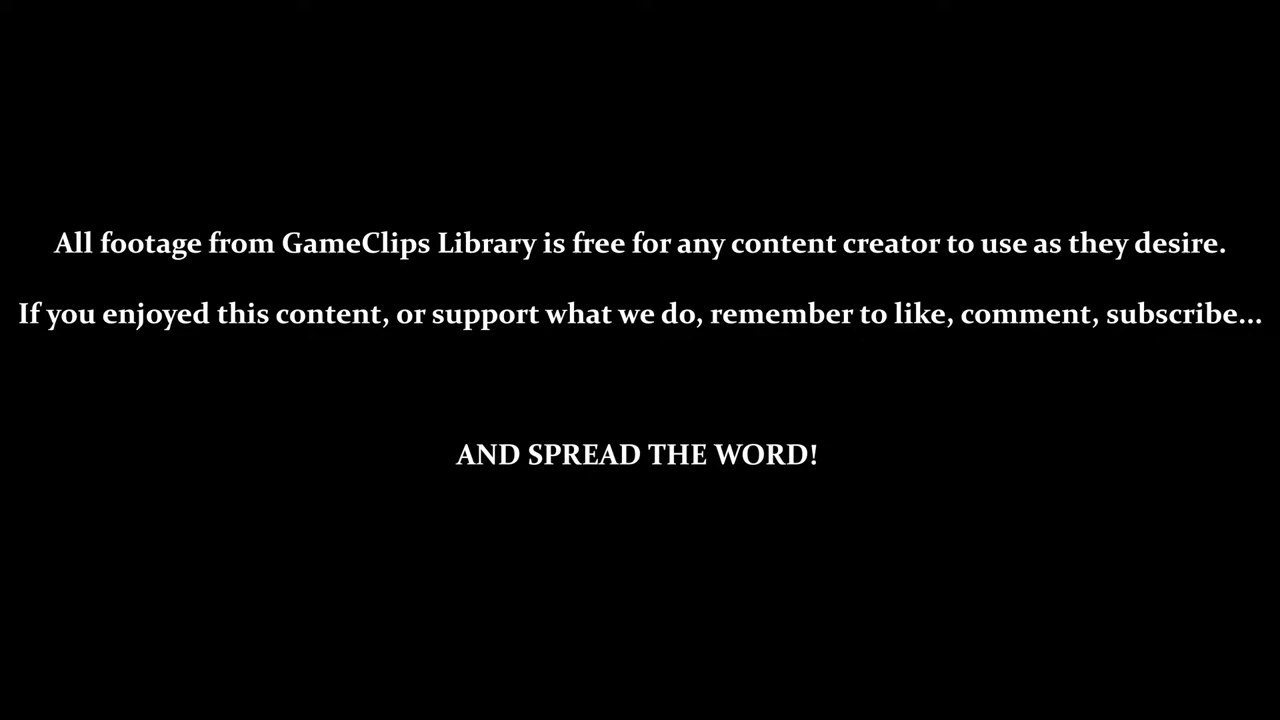 All footage from GameClips Library is free for any content creator to use as they desire.
If you enjoyed this content, or support what we do, remember to like, comment, subscribe...
AND SPREAD THE WORD!